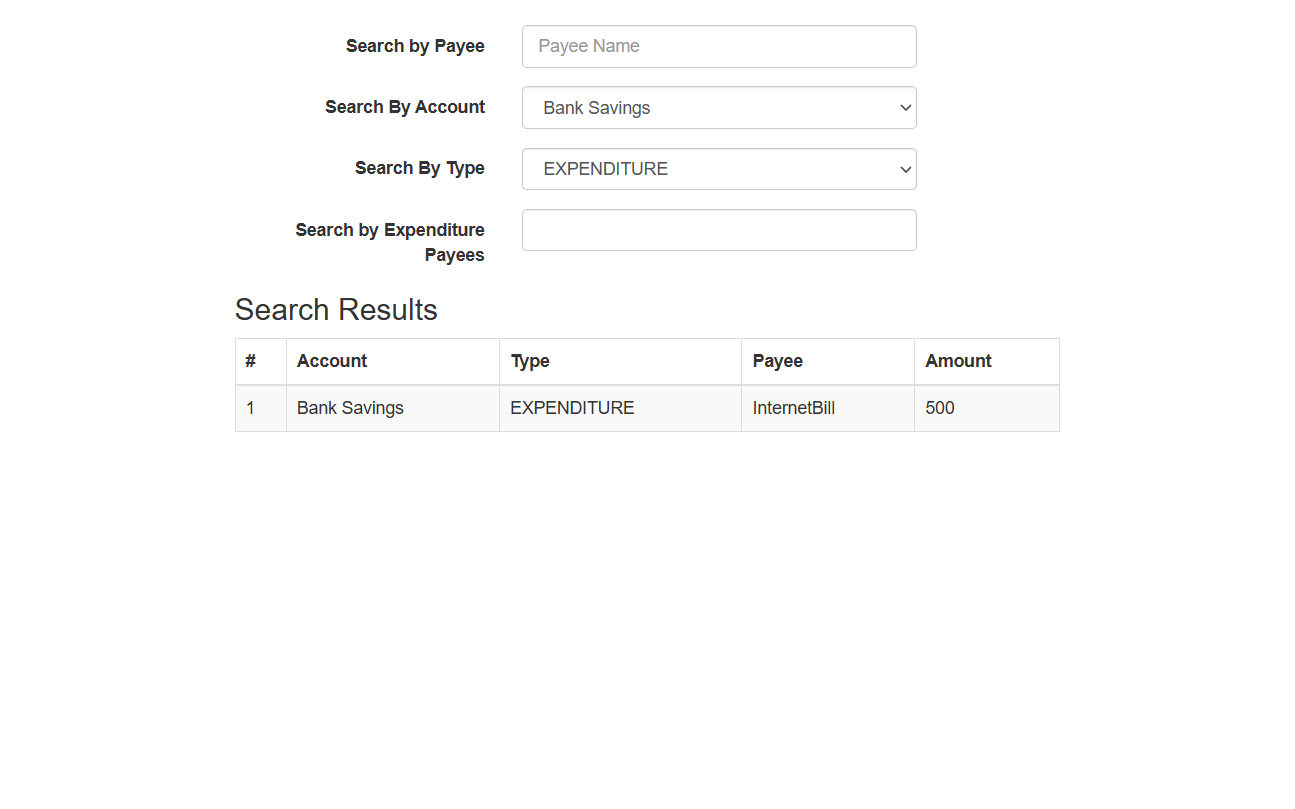 Search by Payee
Payee Name
Search By Account
Bank Savings
Search By Type
EXPENDITURE
Search by Expenditure
Payees
Search Results
# Account Type Payee Amount
1 Bank Savings EXPENDITURE InternetBill 500